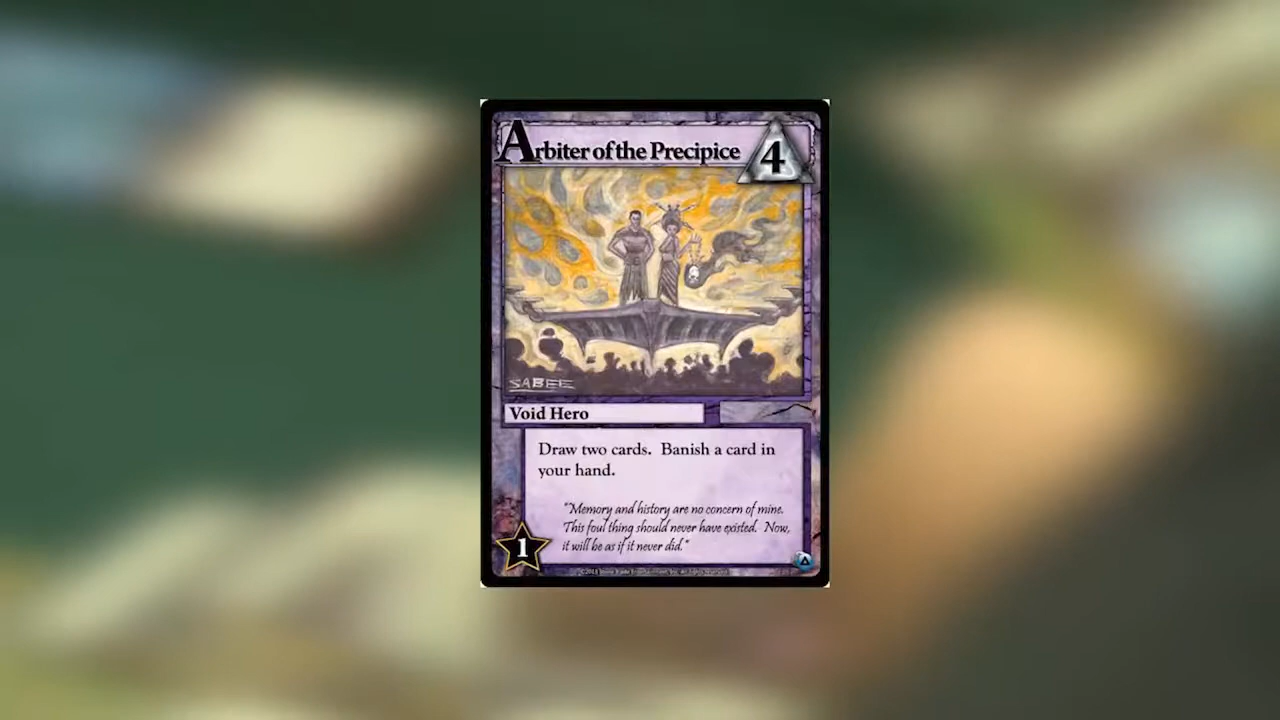 Arbiter of the Precipice
4
SABEE
Void Hero
Draw two cards. Banish a card in
your hand.
"Memory and history are no concern of mine.
This foul thing should never have existed. Now,
it will be as if it never did."
1